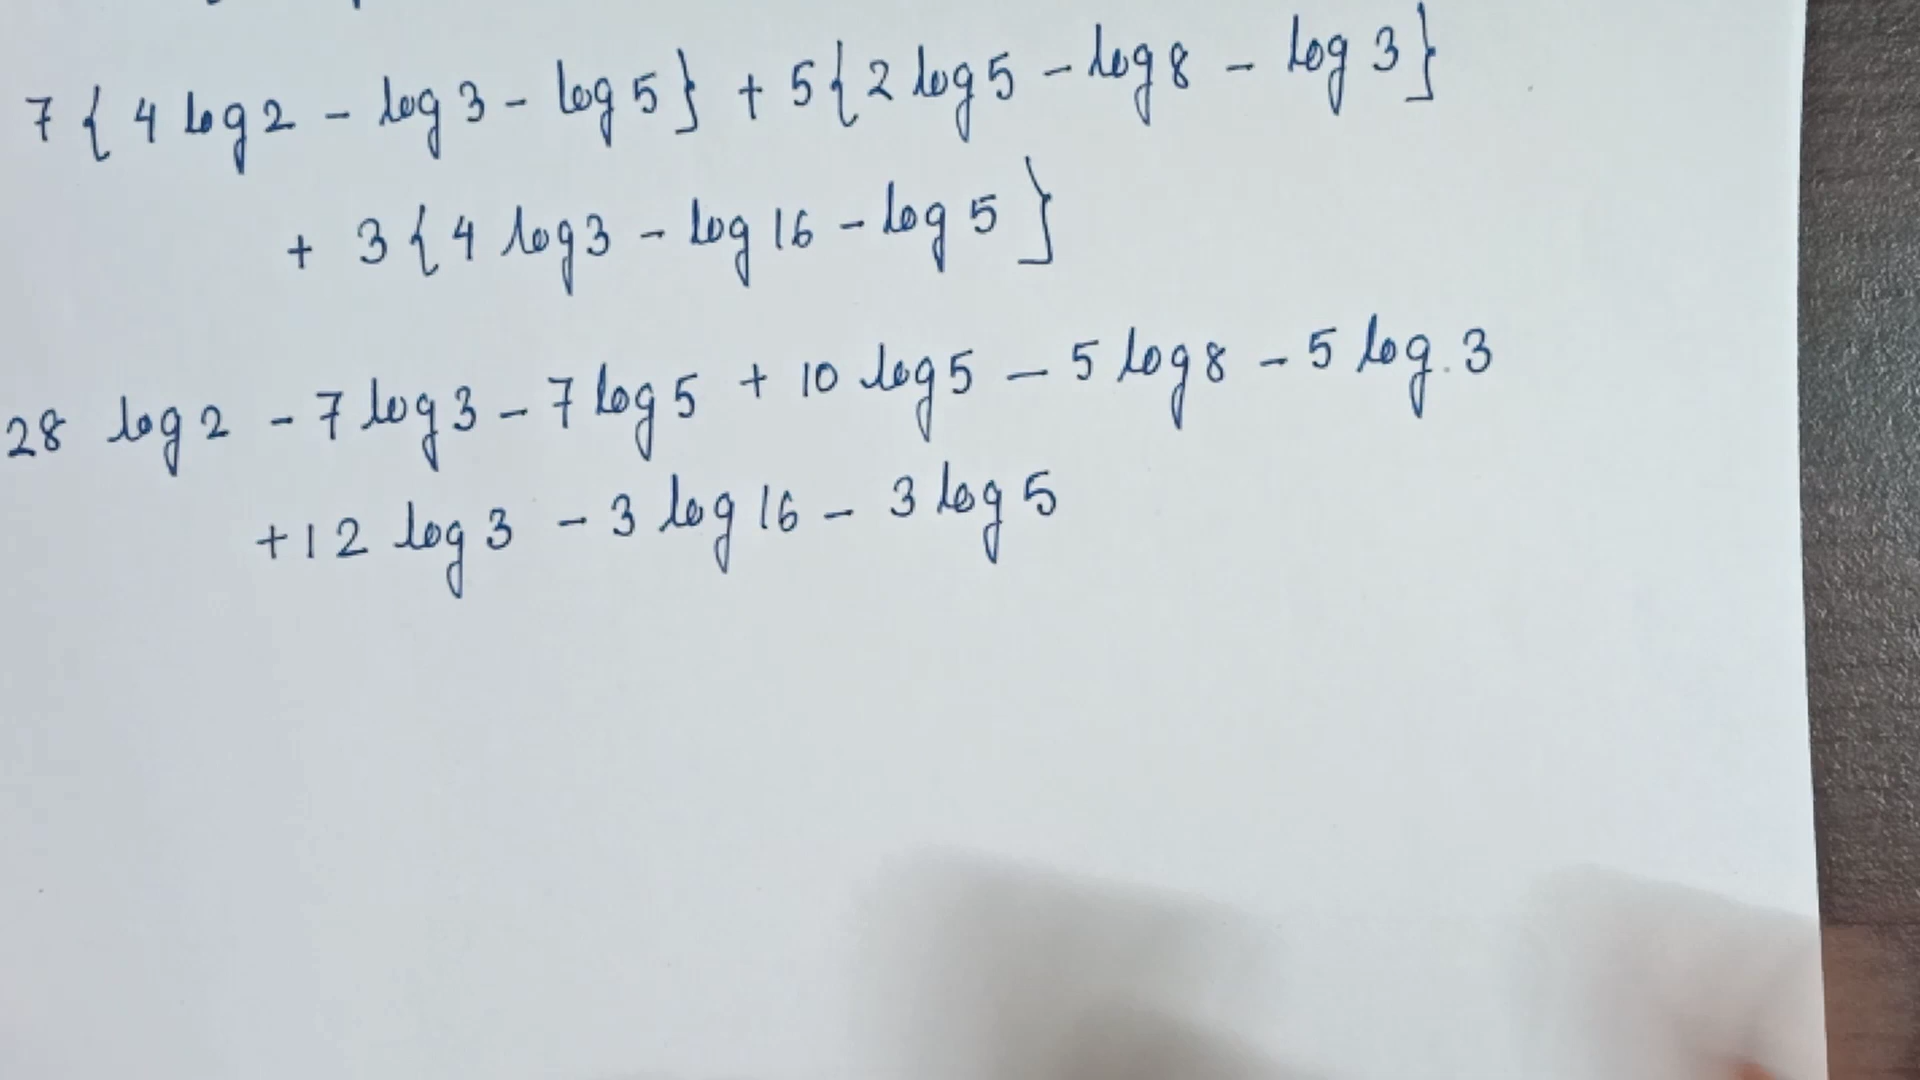 7{4 log 2 - log 3 - log 5} + 5{2 log 5 - log 8 - log 3}
+ 3{4 log 3 - log 16 - log 5}
28 log 2 - 7 log 3 - 7 log 5 + 10 log 5 - 5 log 8 - 5 log. 3
+12 log 3 - 3 log 16 - 3 log 5